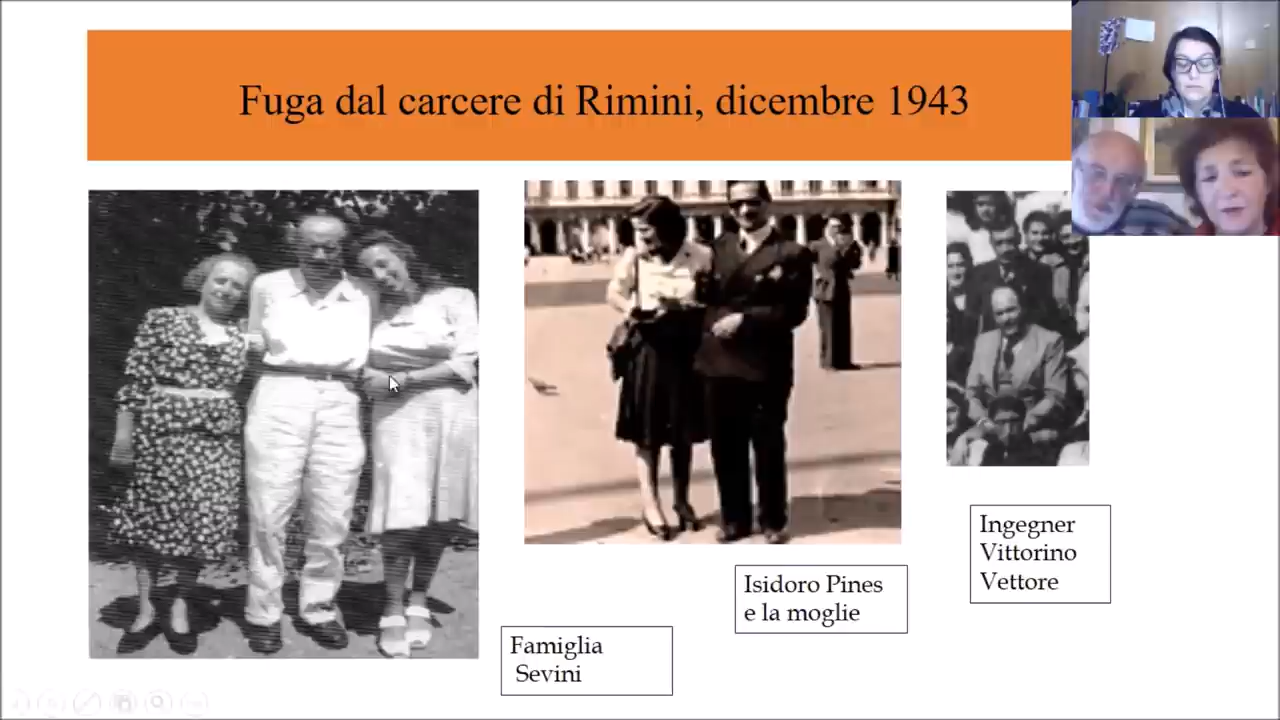 Fuga dal carcere di Rimini, dicembre 1943
Famiglia
Sevini
Isidoro Pines
e la moglie
Ingegner
Vittorino
Vettore